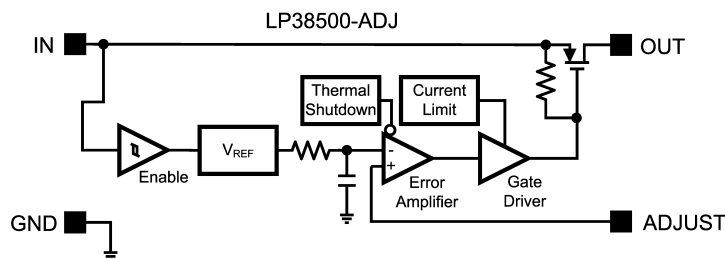 LP38500-ADJ
IN
OUT
Thermal
Shutdown
Current
Limit
VREF
-
+
Enable
Error
Amplifier
Gate
Driver
GND
ADJUST